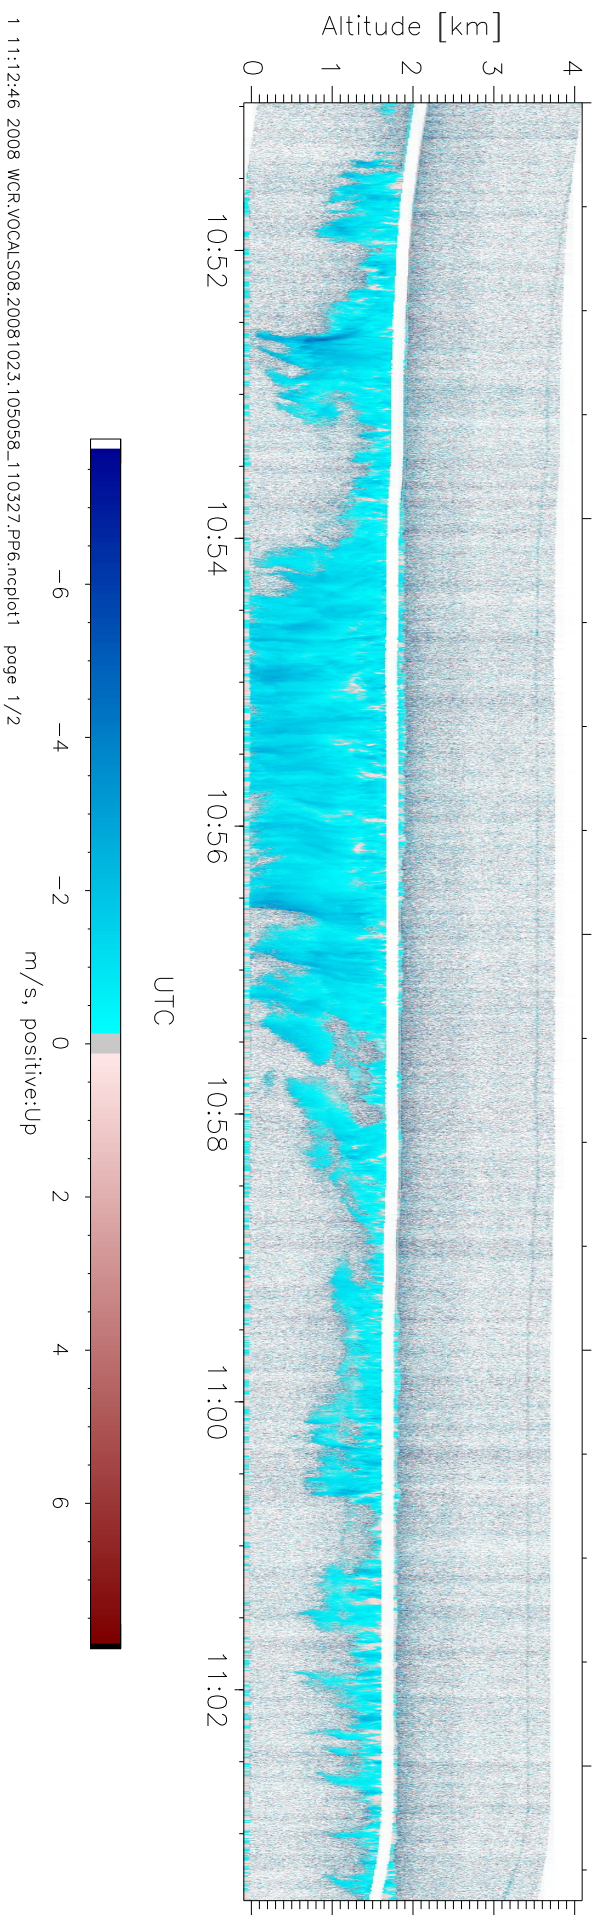 Altitude [km]
0 1 2 3 4
10:52 10:54 10:56 10:58 11:00 11:02
UTC
-6 -4 -2 0 2 4 6
m/s, positive:Up
1 11:12:46 2008 WCR.VOCALS08.20081023.105058_110327.PP6.ncplot1 page 1/2